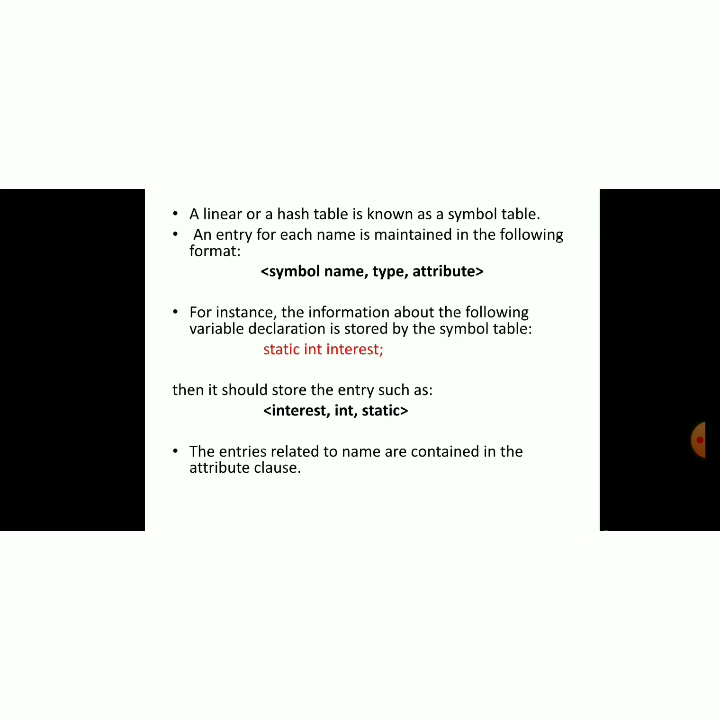 • A linear or a hash table is known as a symbol table.
• An entry for each name is maintained in the following
format:
<symbol name, type, attribute>
• For instance, the information about the following
variable declaration is stored by the symbol table:
static int interest;
then it should store the entry such as:
<interest, int, static>
• The entries related to name are contained in the
attribute clause.